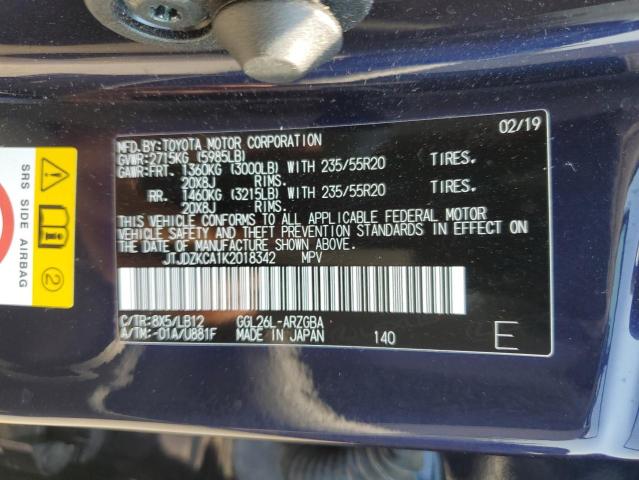 02/19
MFD.BY:TOYOTA MOTOR CORPORATION
GVWR:2715KG (5985LB)
GAWR:FRT. 1360KG (3000LB) WITH 235/55R20 TIRES.
20X8J RIMS.
RR. 1460KG (3215LB) WITH 235/55R20 TIRES.
20X8J RIMS.
THIS VEHICLE CONFORMS TO ALL APPLICABLE FEDERAL MOTOR
VEHICLE SAFETY AND THEFT PREVENTION STANDARDS IN EFFECT ON
THE DATE OF MANUFACTURE SHOWN ABOVE.
JTJDZKCA1K2018342 MPV
C/TR:8X5/LB12 GGL26L-ARZGBA
A/TM:-01A/U881F MADE IN JAPAN 140 E
SRS SIDE AIRBAG
2